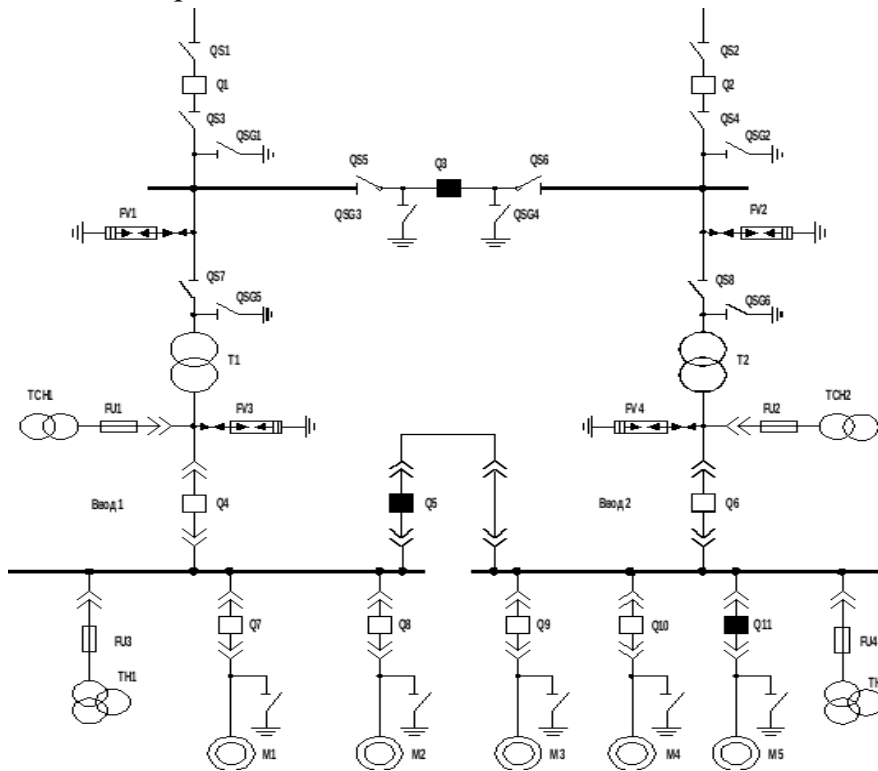 QS1
QS2
Q1
Q2
QS3
QS4
QSG1
QSG2
QS5
Q3
QS6
FV1
QSG3
QSG4
FV2
QS7
QS8
QSG5
QSG6
T1
T2
TCH1
FU1
FV3
FV4
FU2
TCH2
Ввод 1
Q4
Q5
Ввод 2
Q6
Q7
Q8
Q9
Q10
Q11
FU3
FU4
TH1
M1
M2
M3
M4
M5